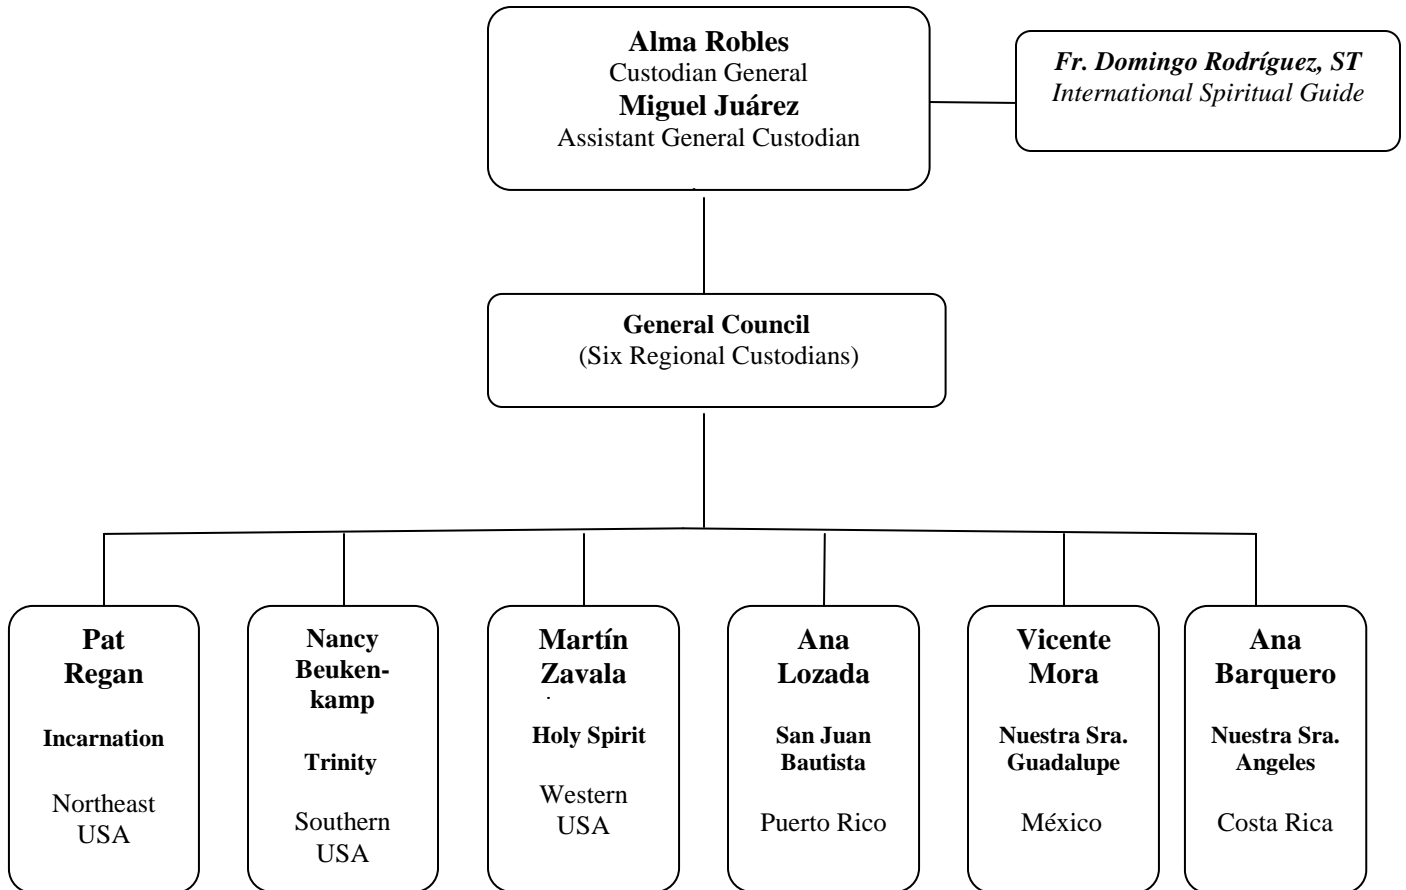 Alma Robles
Custodian General
Miguel Juárez
Assistant General Custodian
Fr. Domingo Rodríguez, ST
International Spiritual Guide
General Council
(Six Regional Custodians)
Pat
Regan
Incarnation
Northeast
USA
Nancy
Beuken-
kamp
Trinity
Southern
USA
Martín
Zavala
Holy Spirit
Western
USA
Ana
Lozada
San Juan
Bautista
Puerto Rico
Vicente
Mora
Nuestra Sra.
Guadalupe
México
Ana
Barquero
Nuestra Sra.
Angeles
Costa Rica